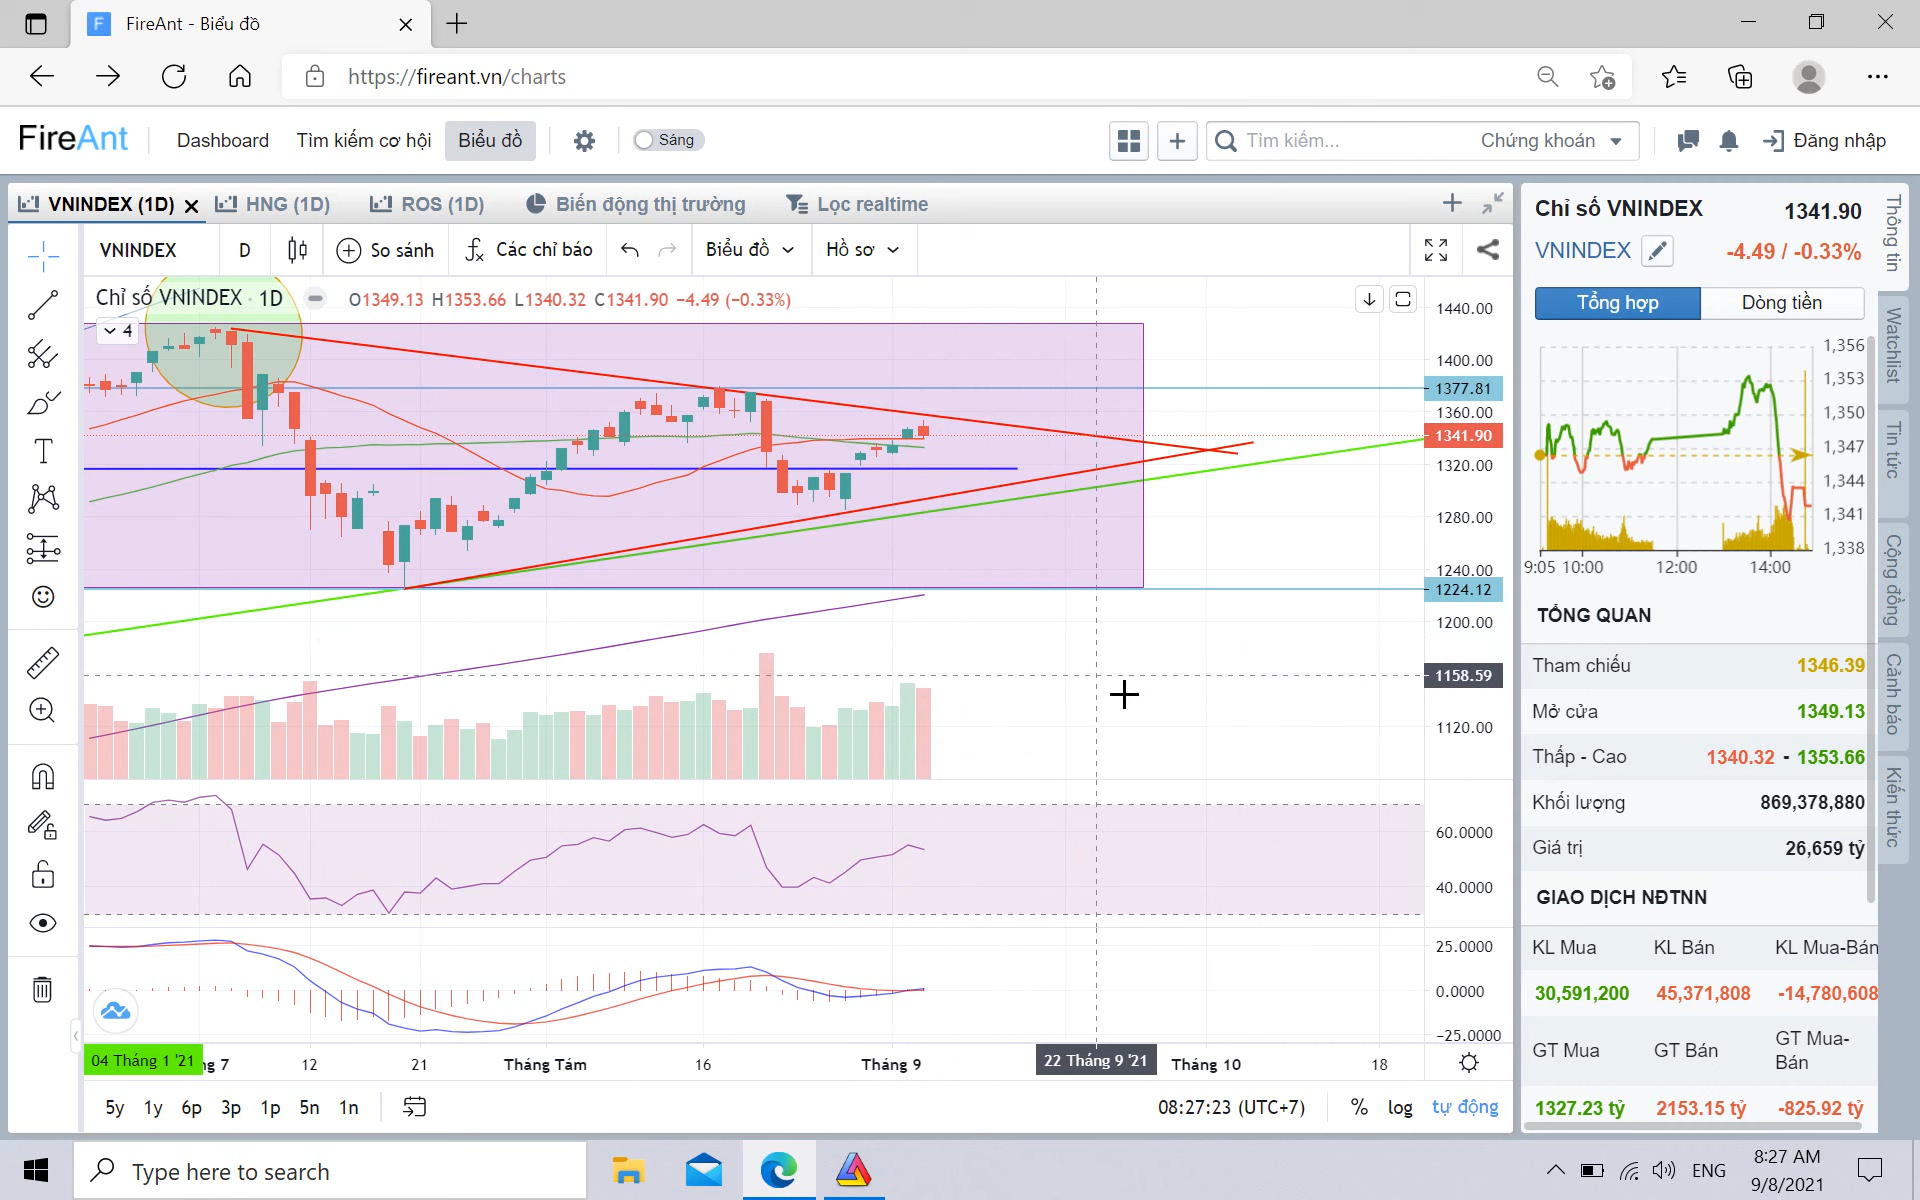 FireAnt - Biểu đồ
https://fireant.vn/charts
FireAnt
Dashboard
Tìm kiếm cơ hội
Biểu đồ
Sáng
Tìm kiếm...
Chứng khoán
Đăng nhập
VNINDEX (1D)
HNG (1D)
ROS (1D)
Biến động thị trường
Lọc realtime
VNINDEX
D
So sánh
Các chỉ báo
Biểu đồ
Hồ sơ
Chỉ số VNINDEX · 1D
O1349.13 H1353.66 L1340.32 C1341.90 −4.49 (−0.33%)
4
1440.00
1400.00
1377.81
1360.00
1341.90
1320.00
1280.00
1240.00
1224.12
1200.00
1158.59
1120.00
60.0000
40.0000
25.0000
0.0000
−25.0000
04 Tháng 1 '21
ng 7
12
21
Tháng Tám
16
Tháng 9
22 Tháng 9 '21
Tháng 10
18
5y 1y 6p 3p 1p 5n 1n
08:27:23 (UTC+7)
%
log
tự động
Chỉ số VNINDEX
1341.90
VNINDEX
-4.49 / -0.33%
Tổng hợp
Dòng tiền
1,356
1,353
1,350
1,347
1,344
1,341
1,338
9:05 10:00 12:00 14:00
TỔNG QUAN
Tham chiếu 1346.39
Mở cửa 1349.13
Thấp - Cao 1340.32 - 1353.66
Khối lượng 869,378,880
Giá trị 26,659 tỷ
GIAO DỊCH NĐTNN
KL Mua KL Bán KL Mua-Bán
30,591,200 45,371,808 -14,780,608
GT Mua GT Bán GT Mua-
Bán
1327.23 tỷ 2153.15 tỷ -825.92 tỷ
Thông tin
Watchlist
Tin tức
Cộng đồng
Cảnh báo
Kiến thức
Type here to search
ENG
8:27 AM
9/8/2021